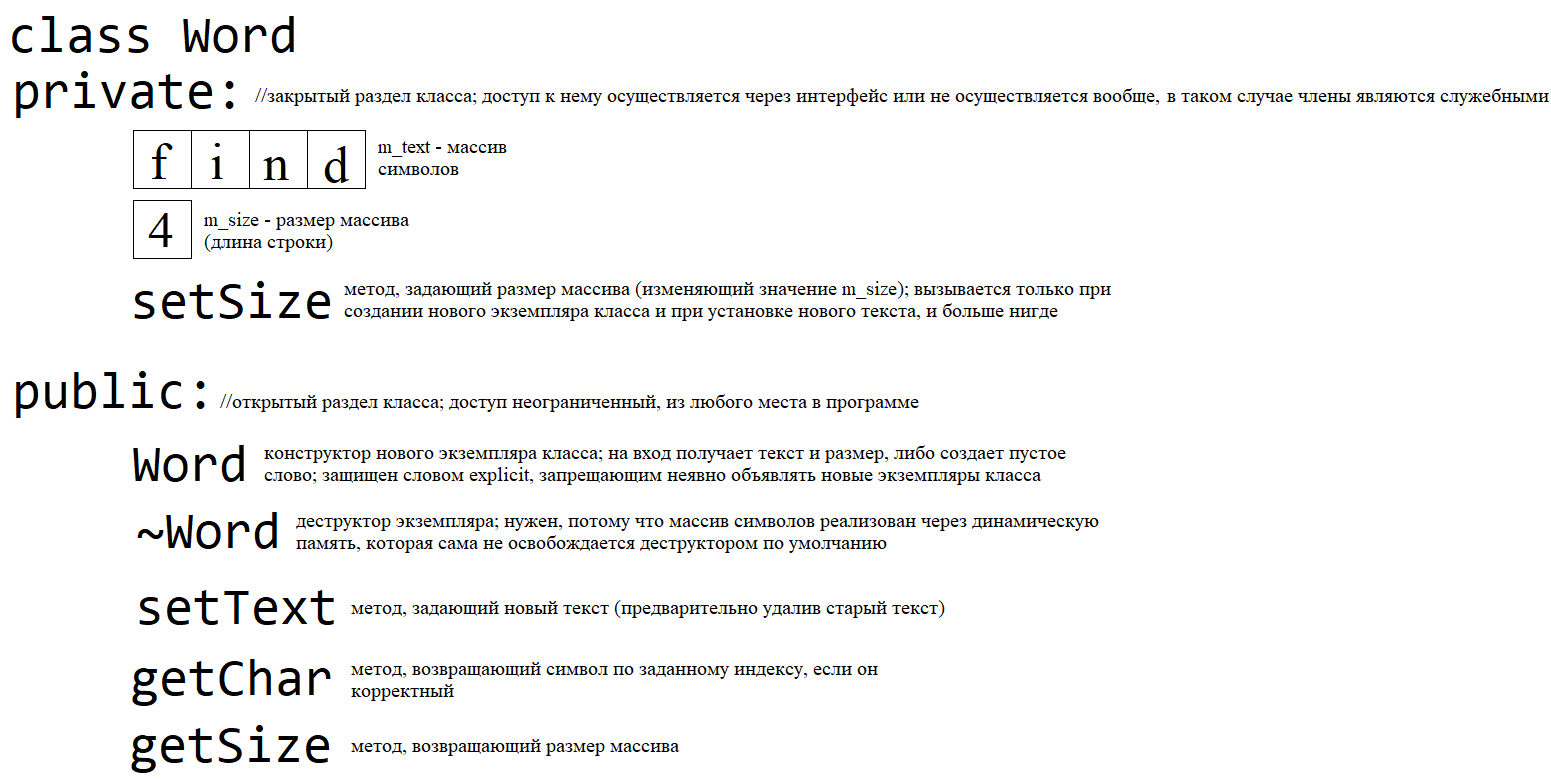 class Word
private: //закрытый раздел класса; доступ к нему осуществляется через интерфейс или не осуществляется вообще, в таком случае члены являются служебными
f i n d
m_text - массив
символов
4
m_size - размер массива
(длина строки)
setSize
метод, задающий размер массива (изменяющий значение m_size); вызывается только при
создании нового экземпляра класса и при установке нового текста, и больше нигде
public: //открытый раздел класса; доступ неограниченный, из любого места в программе
Word
конструктор нового экземпляра класса; на вход получает текст и размер, либо создает пустое
слово; защищен словом explicit, запрещающим неявно объявлять новые экземпляры класса
~Word
деструктор экземпляра; нужен, потому что массив символов реализован через динамическую
память, которая сама не освобождается деструктором по умолчанию
setText
метод, задающий новый текст (предварительно удалив старый текст)
getChar
метод, возвращающий символ по заданному индексу, если он
корректный
getSize
метод, возвращающий размер массива